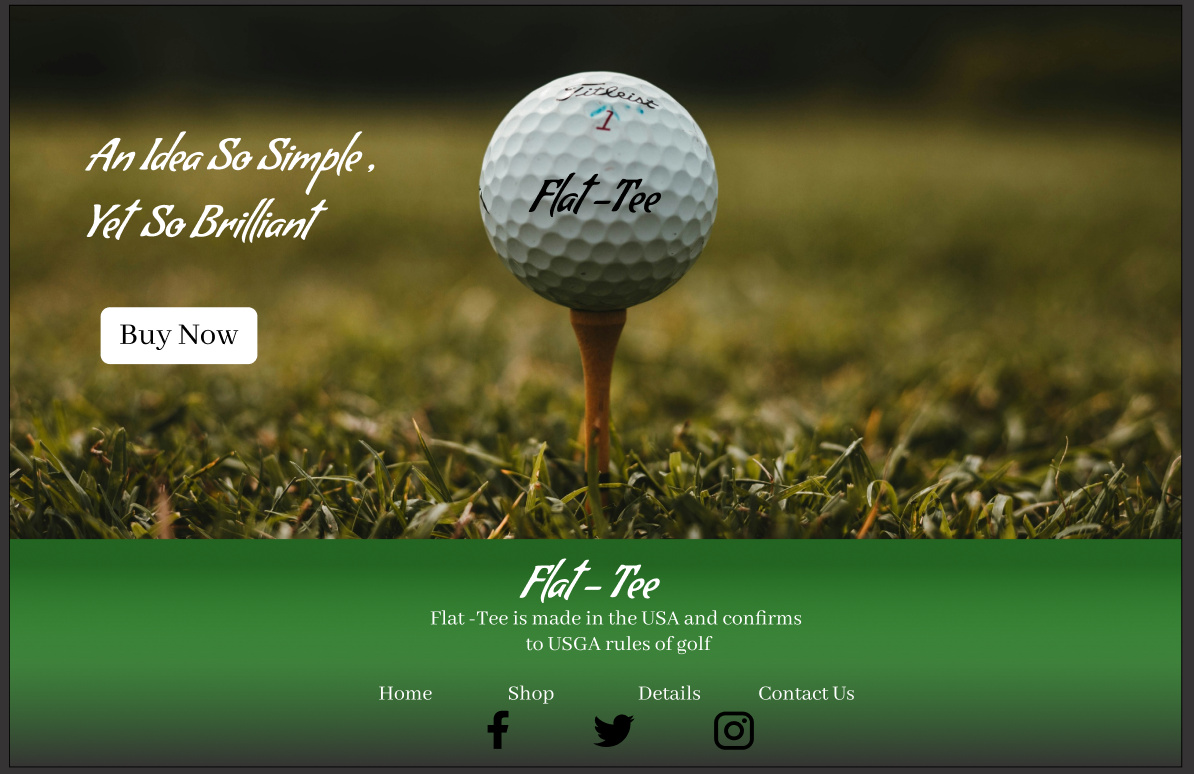 Titleist
1
An Idea So Simple ,
Yet So Brilliant
Flat -Tee
Buy Now
Flat - Tee
Flat -Tee is made in the USA and confirms
to USGA rules of golf
Home Shop Details Contact Us